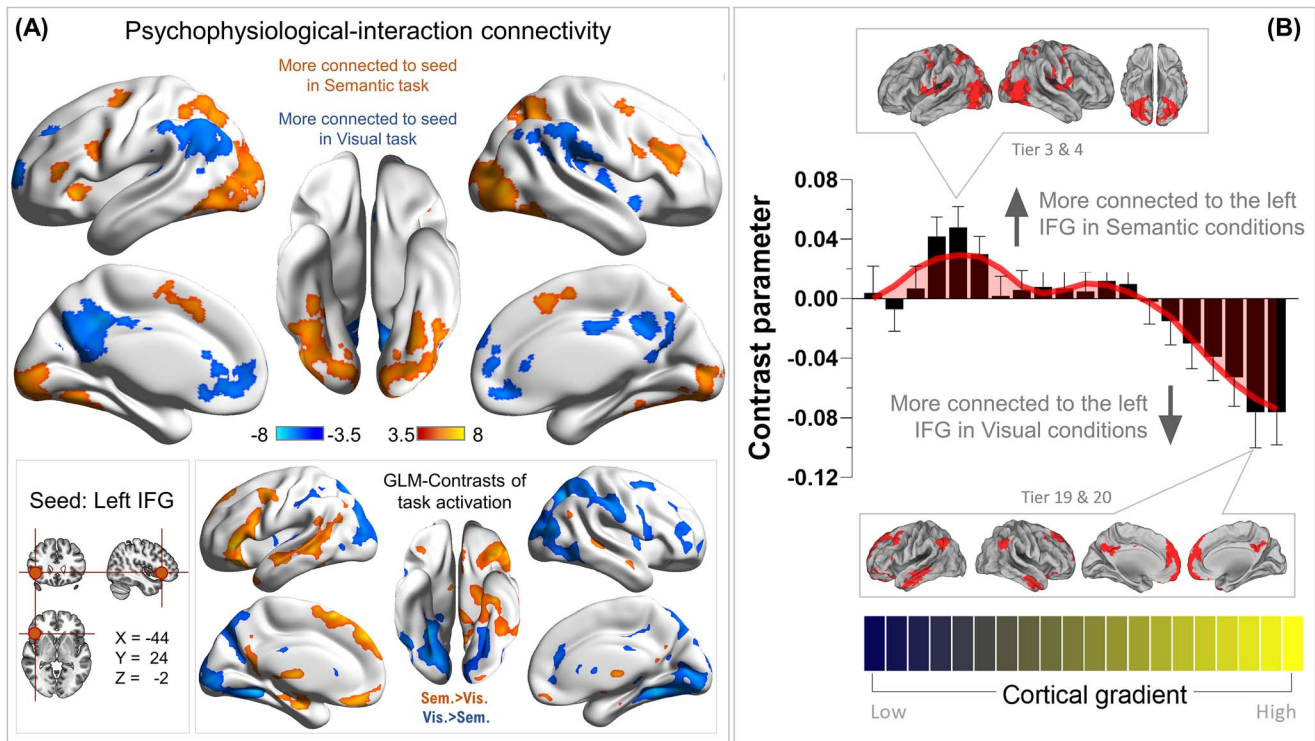 (A)
Psychophysiological-interaction connectivity
More connected to seed
in Semantic task
More connected to seed
in Visual task
-8
-3.5
3.5
8
Seed: Left IFG
X = -44
Y = 24
Z = -2
GLM-Contrasts of
task activation
Sem.>Vis.
Vis.>Sem.
(B)
Tier 3 & 4
Contrast parameter
0.08
0.04
0.00
-0.04
-0.08
-0.12
More connected to the left
IFG in Semantic conditions
More connected to the left
IFG in Visual conditions
Tier 19 & 20
Cortical gradient
Low
High